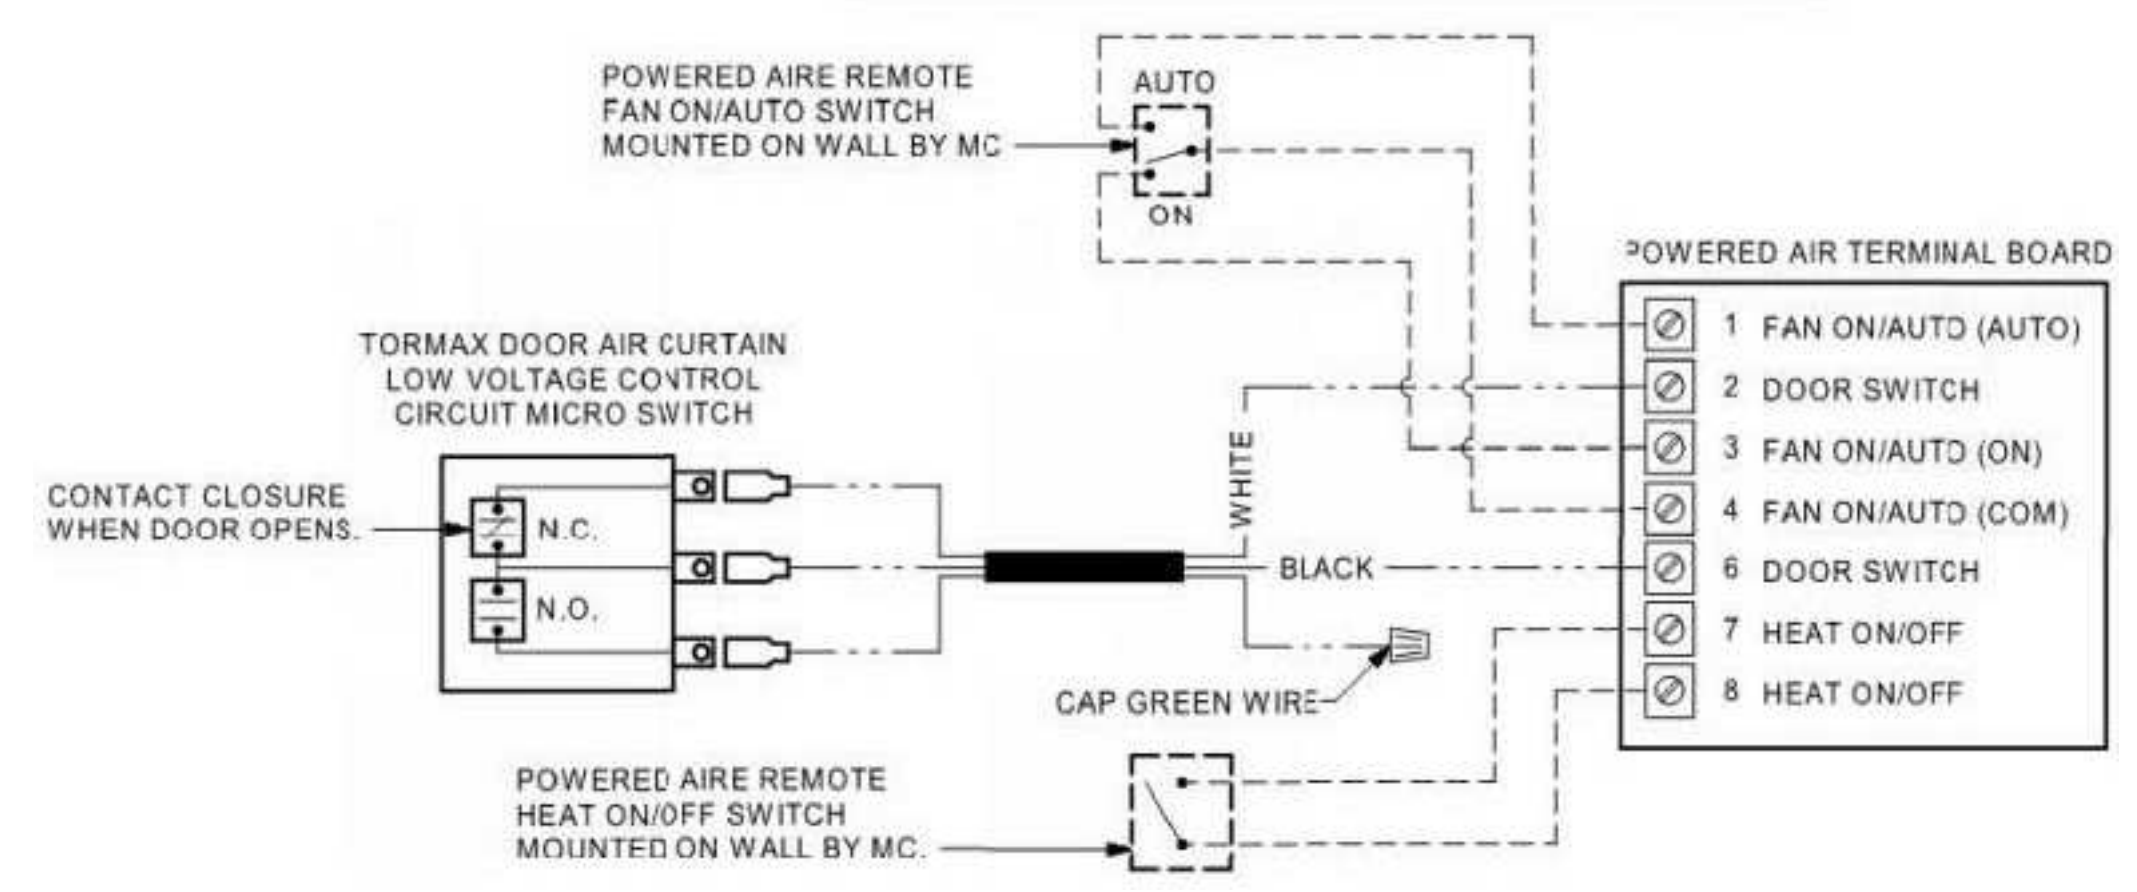 POWERED AIRE REMOTE
FAN ON/AUTO SWITCH
MOUNTED ON WALL BY MC
AUTO
ON
POWERED AIR TERMINAL BOARD
1 FAN ON/AUTO (AUTO)
2 DOOR SWITCH
3 FAN ON/AUTO (ON)
4 FAN ON/AUTO (COM)
6 DOOR SWITCH
7 HEAT ON/OFF
8 HEAT ON/OFF
TORMAX DOOR AIR CURTAIN
LOW VOLTAGE CONTROL
CIRCUIT MICRO SWITCH
CONTACT CLOSURE
WHEN DOOR OPENS.
N.C.
N.O.
WHITE
BLACK
CAP GREEN WIRE
POWERED AIRE REMOTE
HEAT ON/OFF SWITCH
MOUNTED ON WALL BY MC.